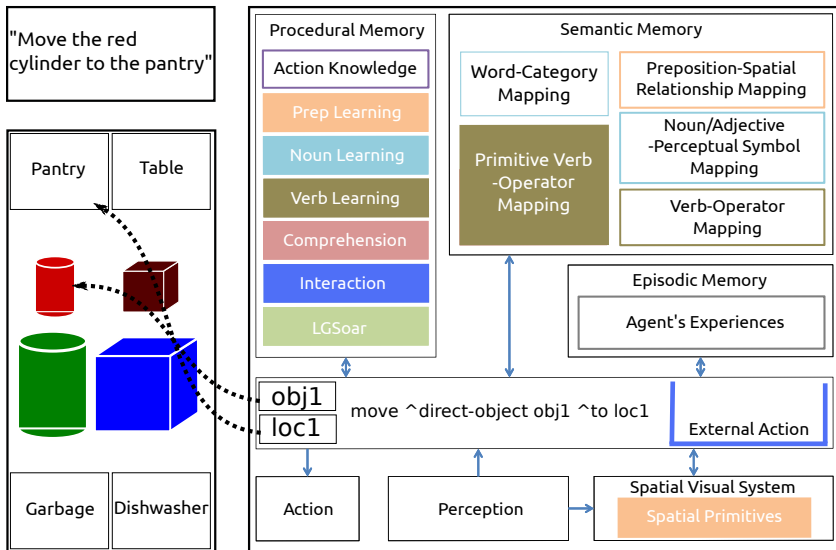 "Move the red
cylinder to the pantry"
Pantry
Table
Garbage
Dishwasher
Procedural Memory
Action Knowledge
Prep Learning
Noun Learning
Verb Learning
Comprehension
Interaction
LGSoar
Semantic Memory
Word-Category
Mapping
Primitive Verb
-Operator
Mapping
Preposition-Spatial
Relationship Mapping
Noun/Adjective
-Perceptual Symbol
Mapping
Verb-Operator
Mapping
Episodic Memory
Agent's Experiences
obj1
loc1
move ^direct-object obj1 ^to loc1
External Action
Action
Perception
Spatial Visual System
Spatial Primitives